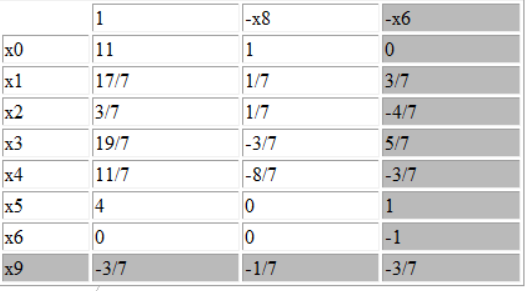 1 -x8 -x6
x0 11 1 0
x1 17/7 1/7 3/7
x2 3/7 1/7 -4/7
x3 19/7 -3/7 5/7
x4 11/7 -8/7 -3/7
x5 4 0 1
x6 0 0 -1
x9 -3/7 -1/7 -3/7